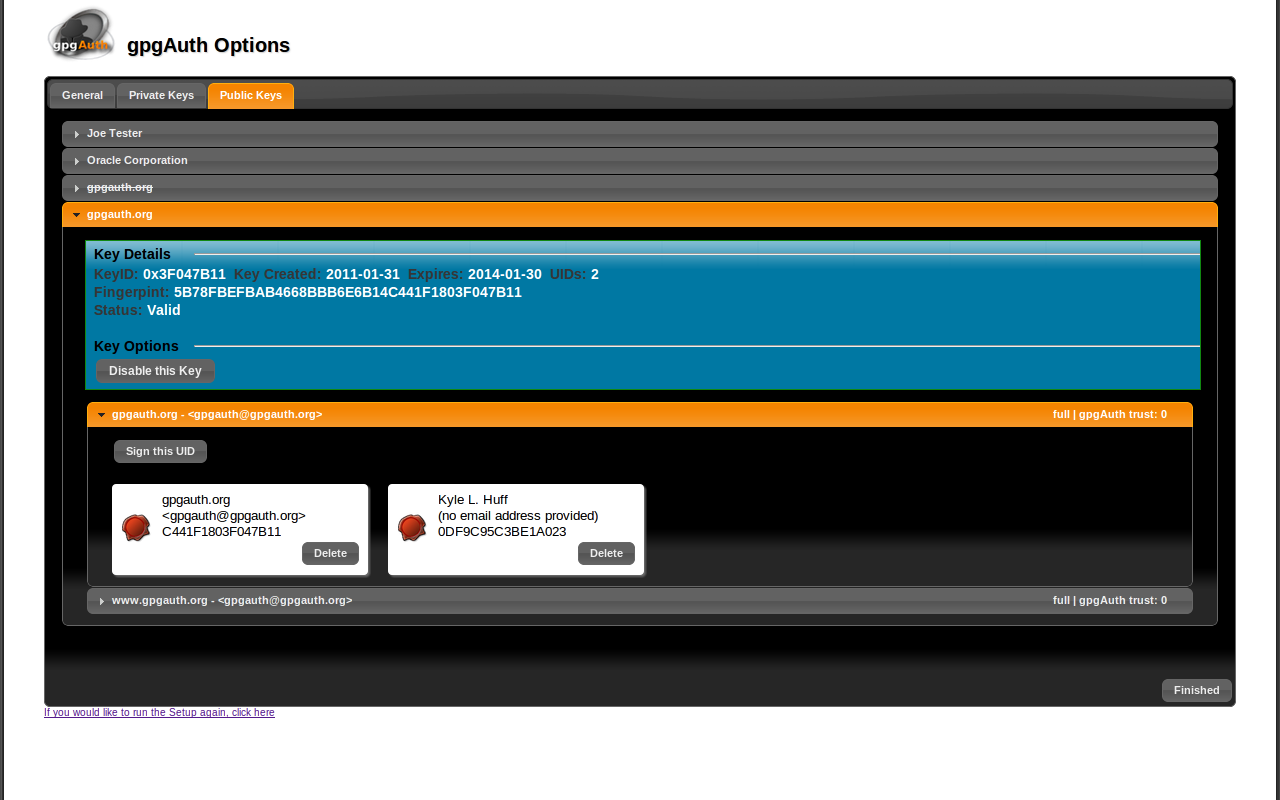 gpgAuth
gpgAuth Options
General Private Keys Public Keys
Joe Tester
Oracle Corporation
gpgauth.org
gpgauth.org
Key Details
KeyID: 0x3F047B11 Key Created: 2011-01-31 Expires: 2014-01-30 UIDs: 2
Fingerpint: 5B78FBEFBAB4668BBB6E6B14C441F1803F047B11
Status: Valid
Key Options
Disable this Key
gpgauth.org - <gpgauth@gpgauth.org> full | gpgAuth trust: 0
Sign this UID
gpgauth.org
<gpgauth@gpgauth.org>
C441F1803F047B11
Delete
Kyle L. Huff
(no email address provided)
0DF9C95C3BE1A023
Delete
www.gpgauth.org - <gpgauth@gpgauth.org> full | gpgAuth trust: 0
Finished
If you would like to run the Setup again, click here